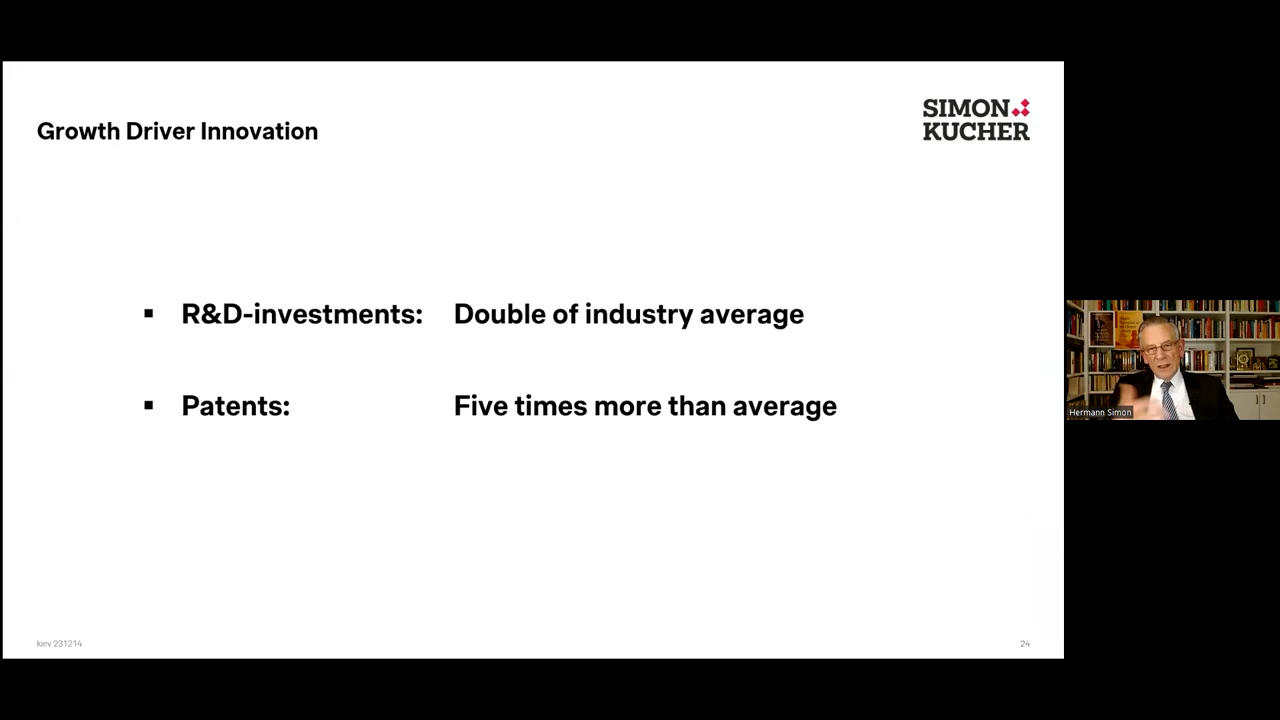 Growth Driver Innovation
SIMON
KUCHER
▪ R&D-investments: Double of industry average
▪ Patents: Five times more than average
Hermann Simon
kiev 231214
24